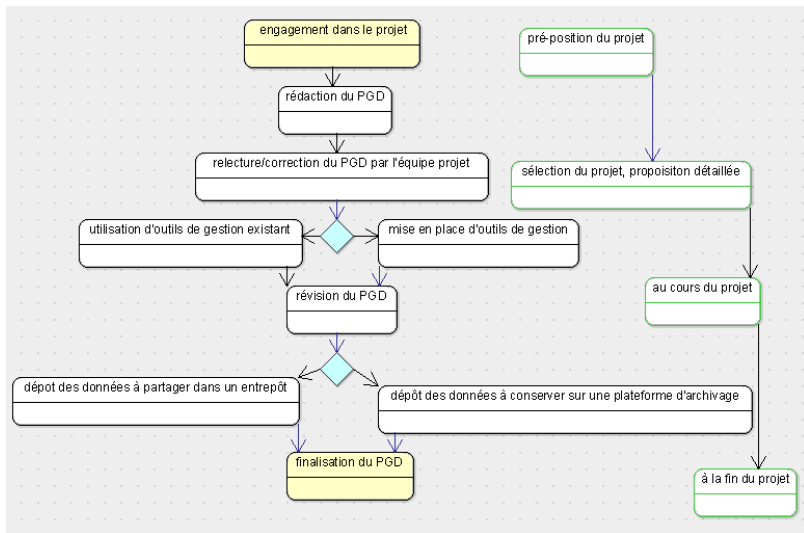 engagement dans le projet
pré-position du projet
rédaction du PGD
relecture/correction du PGD par l'équipe projet
sélection du projet, propoisiton détaillée
utilisation d'outils de gestion existant
mise en place d'outils de gestion
révision du PGD
au cours du projet
dépot des données à partager dans un entrepôt
dépôt des données à conserver sur une plateforme d'archivage
finalisation du PGD
à la fin du projet